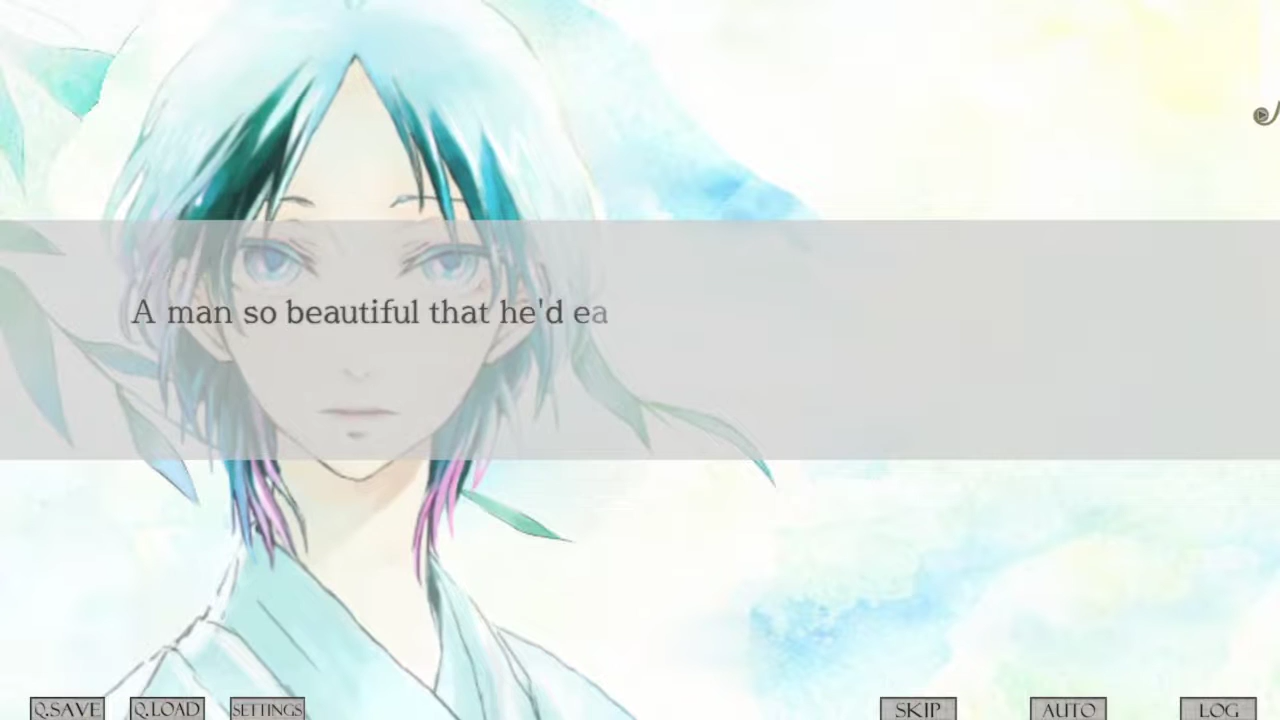 A man so beautiful that he'd ea
Q.SAVE
Q.LOAD
SETTINGS
SKIP
AUTO
LOG